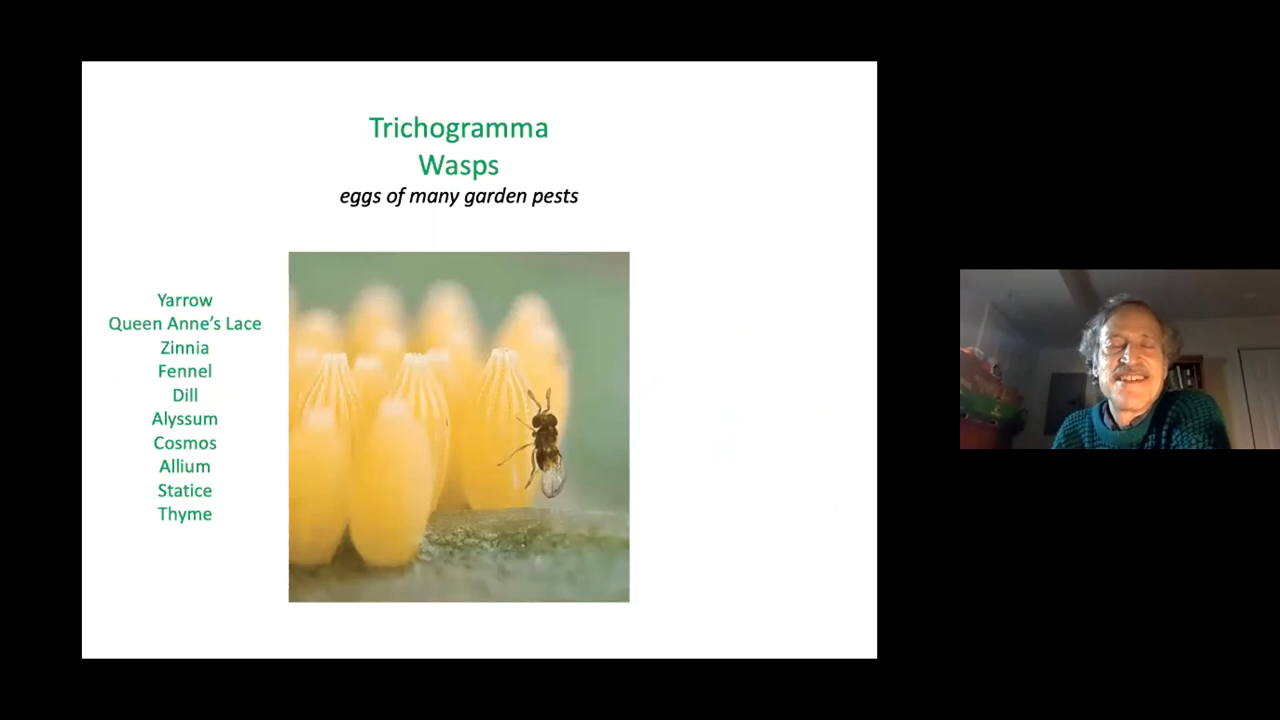 Trichogramma
Wasps
eggs of many garden pests
Yarrow
Queen Anne's Lace
Zinnia
Fennel
Dill
Alyssum
Cosmos
Allium
Statice
Thyme